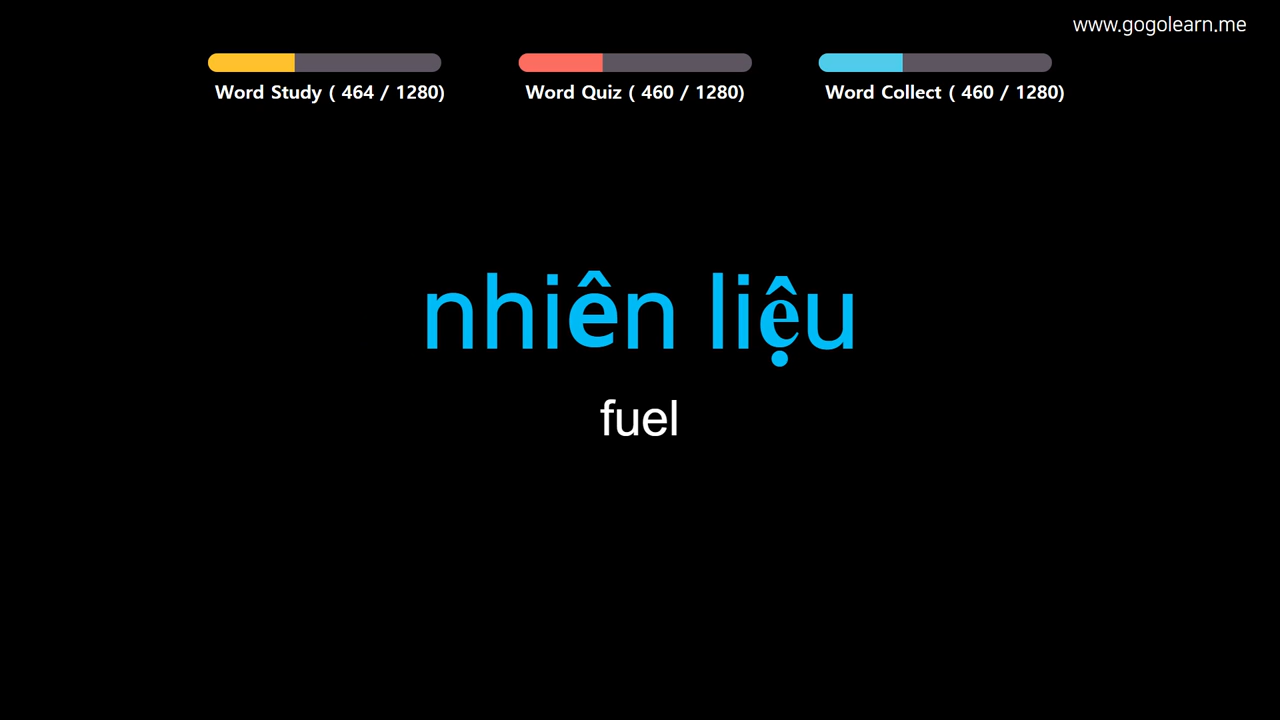 www.gogolearn.me
Word Study ( 464 / 1280)
Word Quiz ( 460 / 1280)
Word Collect ( 460 / 1280)
nhiên liệu
fuel